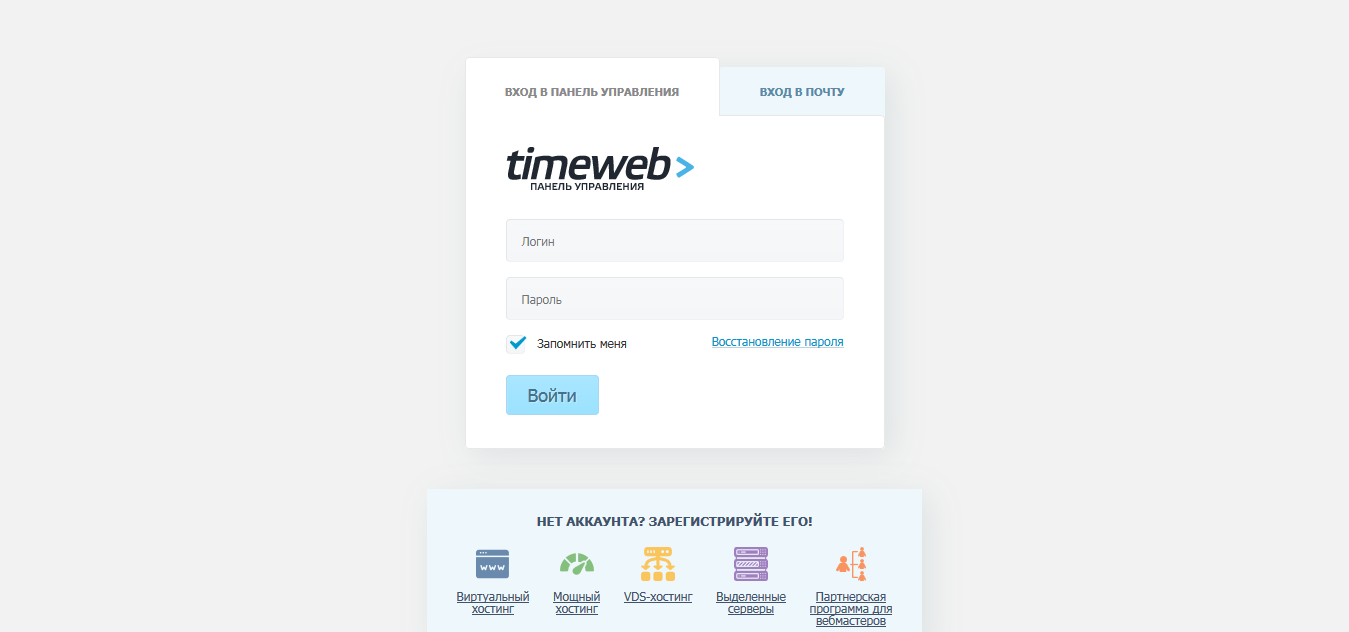 ВХОД В ПАНЕЛЬ УПРАВЛЕНИЯ
ВХОД В ПОЧТУ
timeweb>
ПАНЕЛЬ УПРАВЛЕНИЯ
Логин
Пароль
Запомнить меня
Восстановление пароля
Войти
НЕТ АККАУНТА? ЗАРЕГИСТРИРУЙТЕ ЕГО!
www
Виртуальный
хостинг
Мощный
хостинг
VDS-хостинг
Выделенные
серверы
Партнерская
программа для
вебмастеров